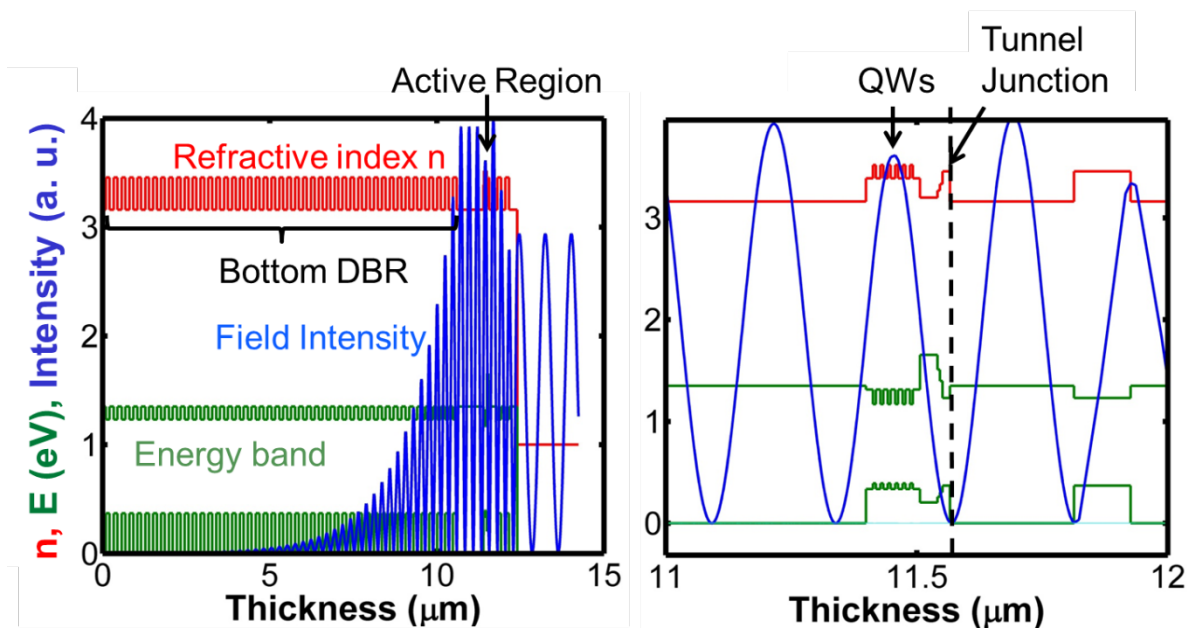 n, E (eV), Intensity (a. u.)
4
3
2
1
0
Active Region
Refractive index n
Bottom DBR
Field Intensity
Energy band
0
5
10
15
Thickness (μm)
QWs
Tunnel
Junction
3
2
1
0
11
11.5
12
Thickness (μm)